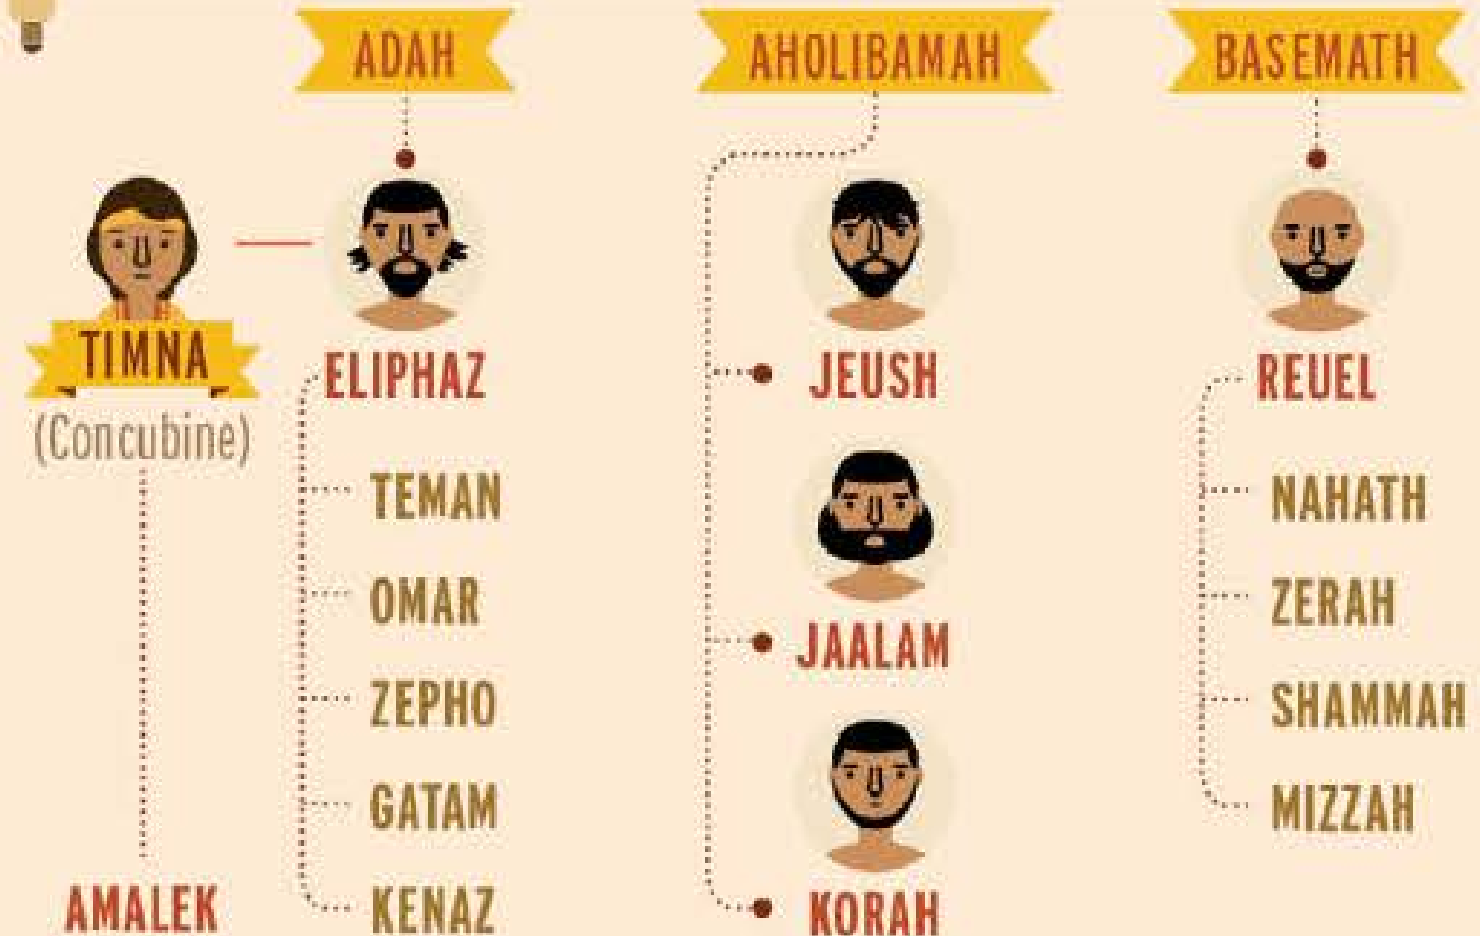 ADAH
AHOLIBAMAH
BASEMATH
TIMNA
(Concubine)
ELIPHAZ
JEUSH
REUEL
TEMAN
NAHATH
OMAR
ZERAH
JAALAM
ZEPHO
SHAMMAH
GATAM
MIZZAH
AMALEK
KENAZ
KORAH